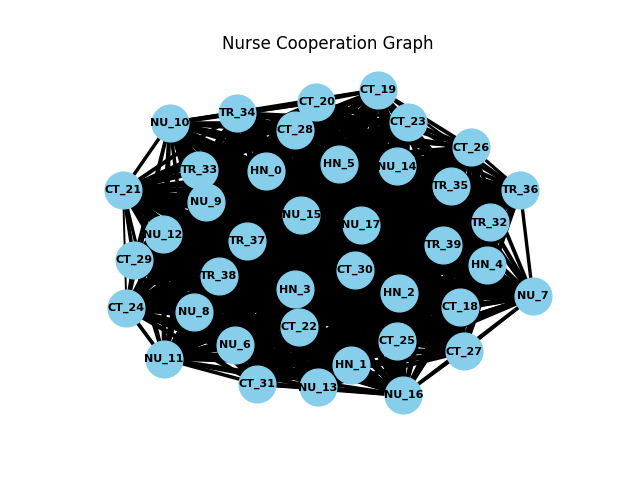 Nurse Cooperation Graph
CT_19
CT_20
TR_34
NU_10
CT_23
CT_28
CT_26
HN_5
NU_14
TR_33
HN_0
TR_35
CT_21
TR_36
NU_9
NU_15
TR_32
NU_17
NU_12
TR_37
TR_39
CT_29
HN_4
CT_30
TR_38
HN_3
HN_2
NU_7
CT_24
CT_18
NU_8
CT_22
CT_25
NU_6
CT_27
NU_11
HN_1
CT_31
NU_13
NU_16